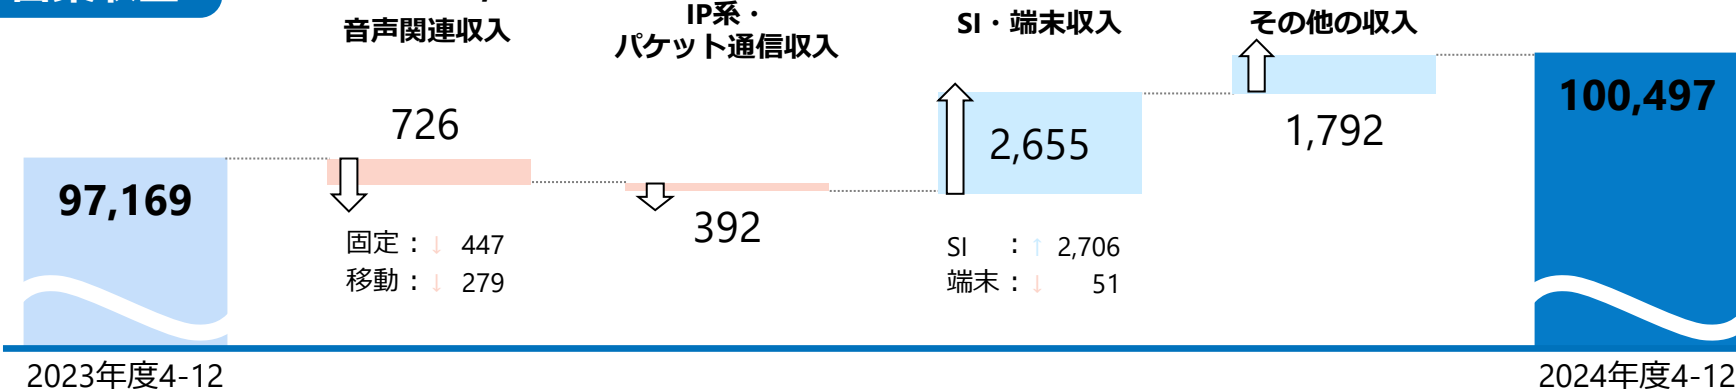 音声関連収入
IP系・
パケット通信収入
SI・端末収入
その他の収入
97,169
726
392
2,655
1,792
100,497
固定：↓ 447
移動：↓ 279
SI ：↑ 2,706
端末：↓ 51
2023年度4-12
2024年度4-12